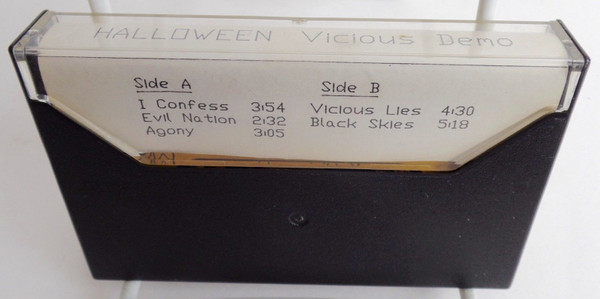 HALLOWEEN Vicious Demo
Side A
I Confess 3:54
Evil Nation 2:32
Agony 3:05
Side B
Vicious Lies 4:30
Black Skies 5:18